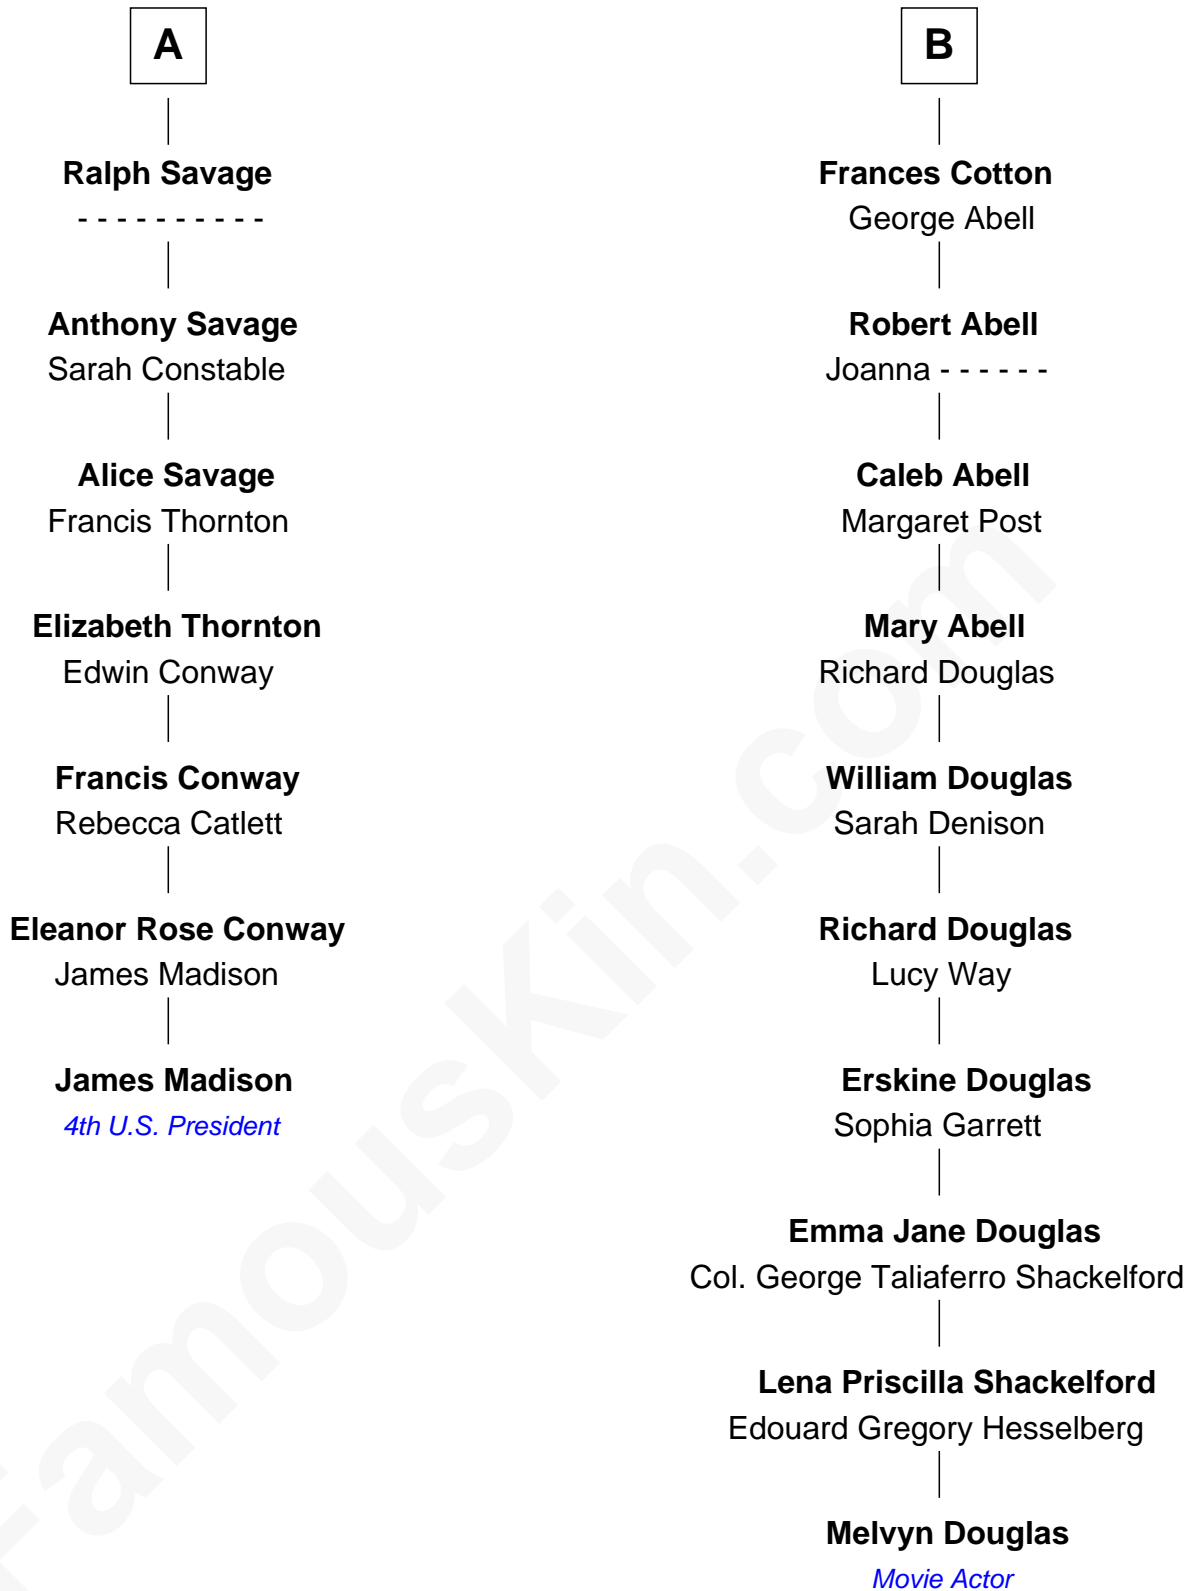 A
Ralph Savage
- - - - - - - - - -
Anthony Savage
Sarah Constable
Alice Savage
Francis Thornton
Elizabeth Thornton
Edwin Conway
Francis Conway
Rebecca Catlett
Eleanor Rose Conway
James Madison
James Madison
4th U.S. President
B
Frances Cotton
George Abell
Robert Abell
Joanna - - - - - -
Caleb Abell
Margaret Post
Mary Abell
Richard Douglas
William Douglas
Sarah Denison
Richard Douglas
Lucy Way
Erskine Douglas
Sophia Garrett
Emma Jane Douglas
Col. George Taliaferro Shackelford
Lena Priscilla Shackelford
Edouard Gregory Hesselberg
Melvyn Douglas
Movie Actor
FamousKin.com